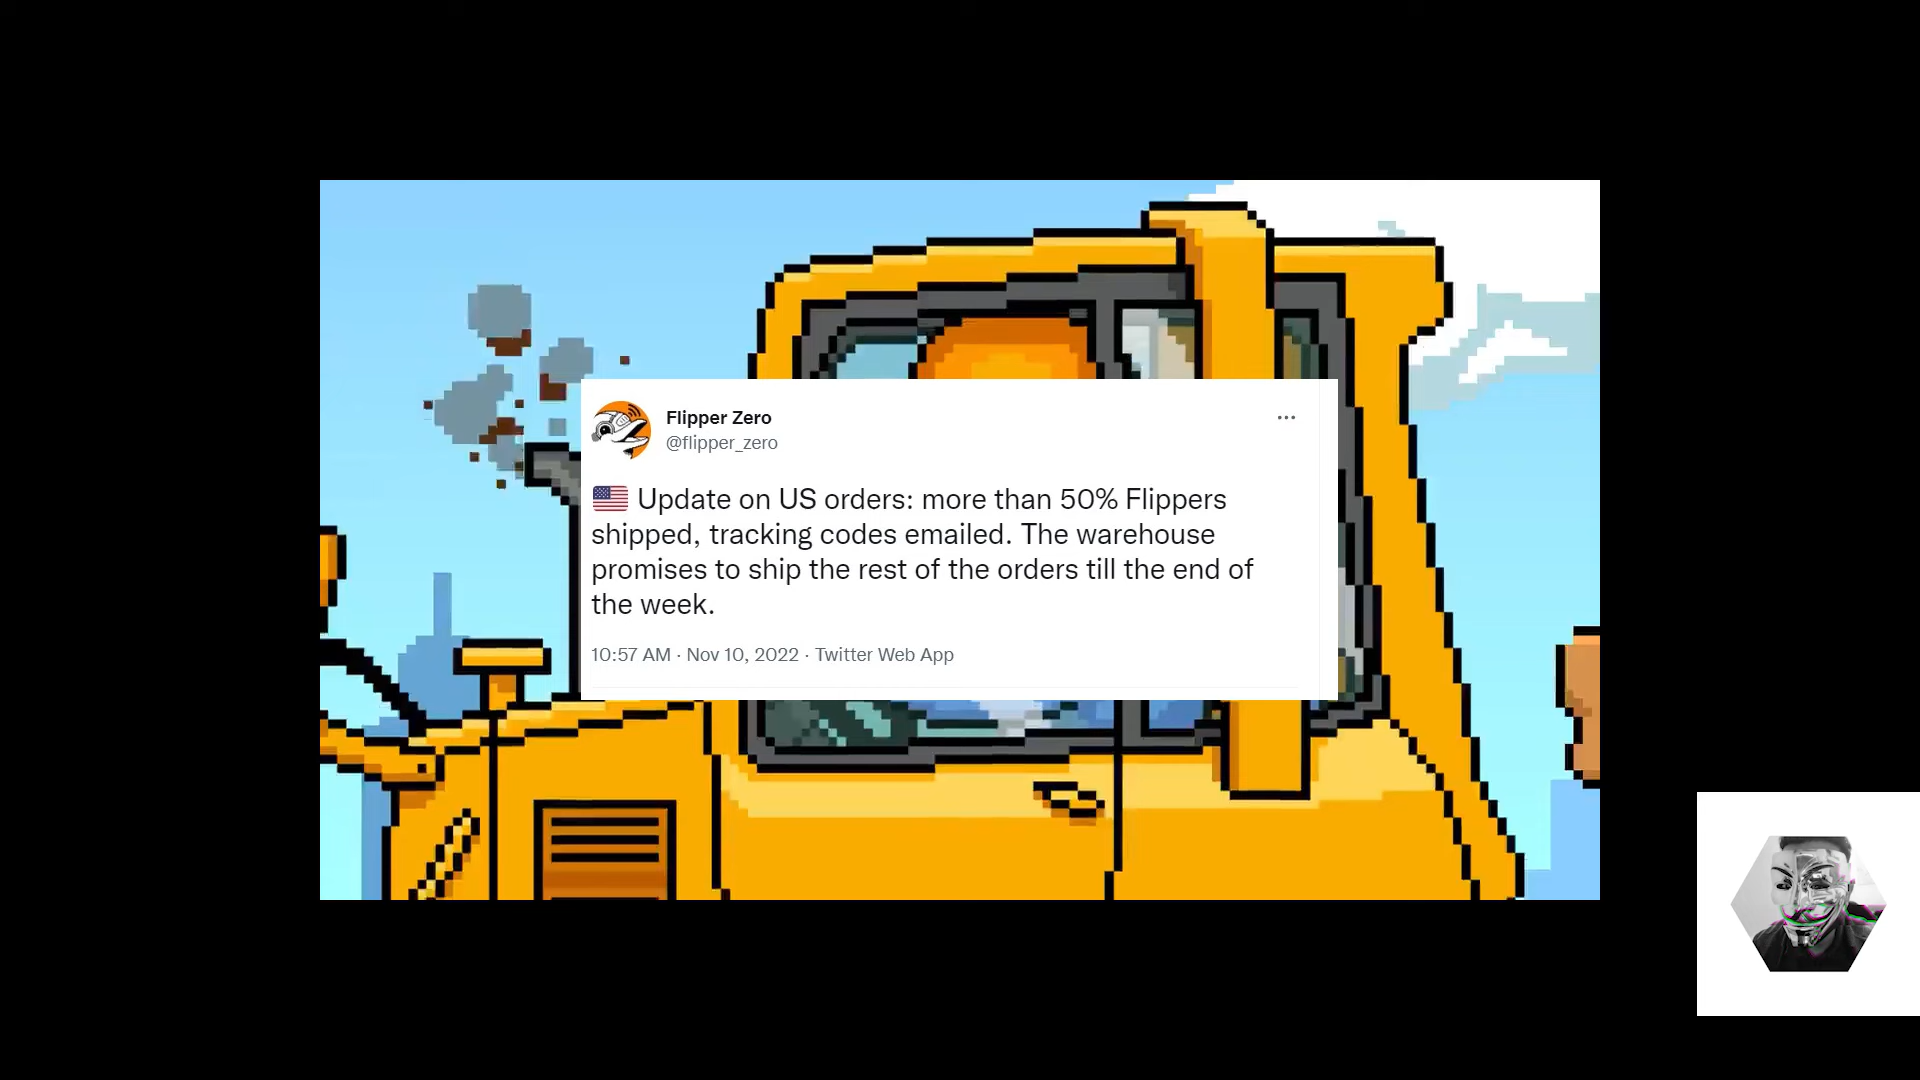 Flipper Zero
@flipper_zero
🇺🇸 Update on US orders: more than 50% Flippers
shipped, tracking codes emailed. The warehouse
promises to ship the rest of the orders till the end of
the week.
10:57 AM · Nov 10, 2022 · Twitter Web App